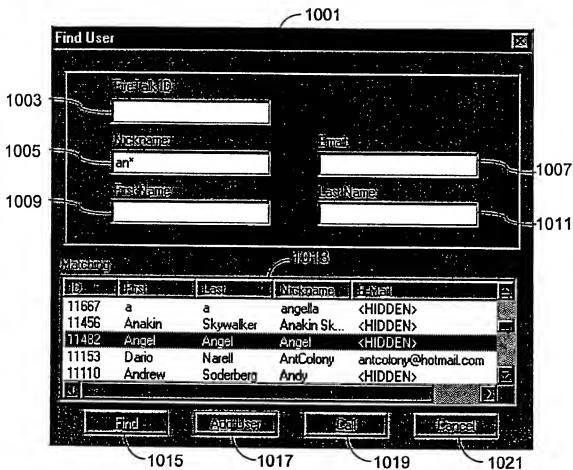 1001
Find User
FireTalk ID:
1003
Nickname: Email:
1005 an* 1007
First Name: Last Name:
1009 1011
Matching 1013
ID First Last Nickname E-Mail
11667 a a angella <HIDDEN>
11456 Anakin Skywalker Anakin Sk... <HIDDEN>
11482 Angel Angel Angel <HIDDEN>
11153 Dario Narell AntColony antcolony@hotmail.com
11110 Andrew Soderberg Andy <HIDDEN>
Find Add User Call Cancel
1015 1017 1019 1021